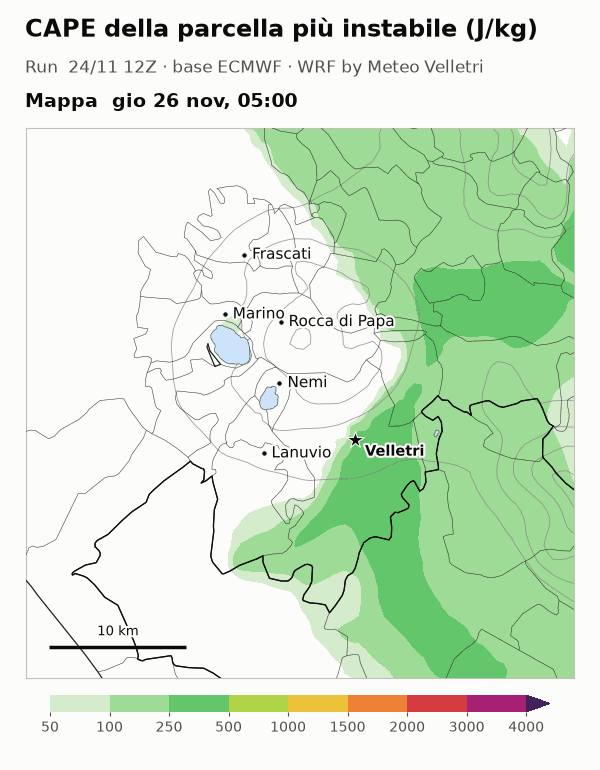 CAPE della parcella più instabile (J/kg)
Run 24/11 12Z · base ECMWF · WRF by Meteo Velletri
Mappa gio 26 nov, 05:00
Frascati
Marino
Rocca di Papa
Nemi
Velletri
Lanuvio
10 km
50 100 250 500 1000 1500 2000 3000 4000